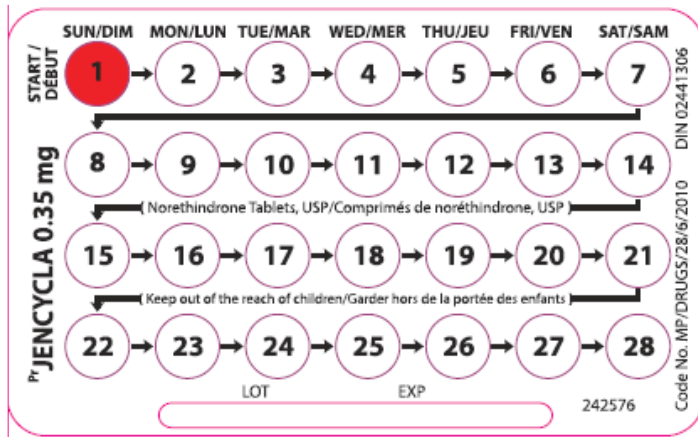 SUN/DIM MON/LUN TUE/MAR WED/MER THU/JEU FRI/VEN SAT/SAM
START /
DÉBUT
1 2 3 4 5 6 7
8 9 10 11 12 13 14
( Norethindrone Tablets, USP/Comprimés de noréthindrone, USP )
15 16 17 18 19 20 21
( Keep out of the reach of children/Garder hors de la portée des enfants )
22 23 24 25 26 27 28
LOT EXP
242576
Pr JENCYCLA 0.35 mg
Code No. MP/DRUGS/28/6/2010 DIN 02441306